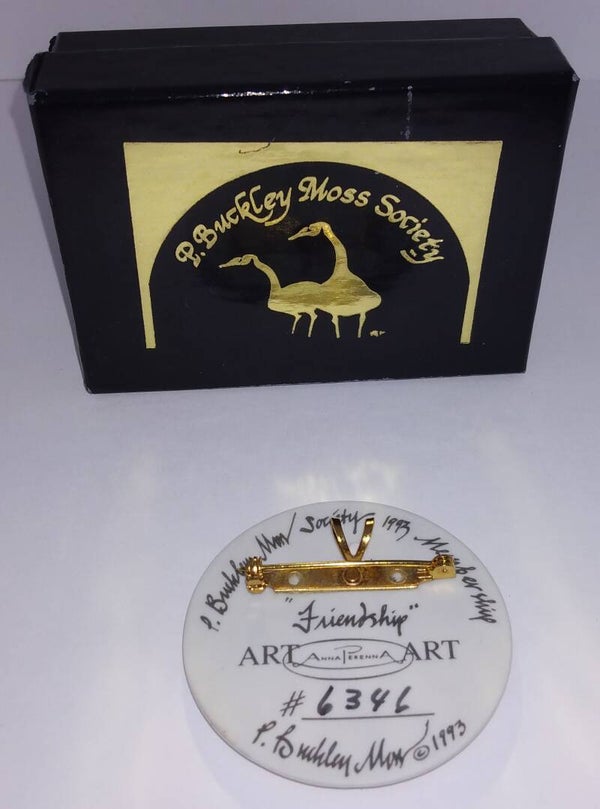 P. Buckley Moss Society
P. Buckley Moss Society 1993 Membership
"Friendship"
ART ANNA PERENNA ART
# 6346
P. Buckley Moss © 1993